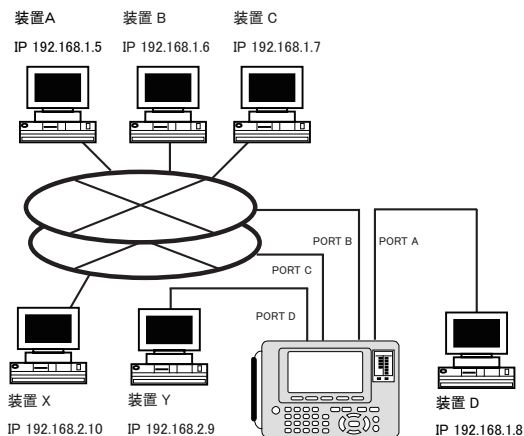 装置A
装置 B
装置 C
IP 192.168.1.5
IP 192.168.1.6
IP 192.168.1.7
PORT B
PORT A
PORT C
PORT D
装置 X
装置 Y
装置 D
IP 192.168.2.10
IP 192.168.2.9
IP 192.168.1.8